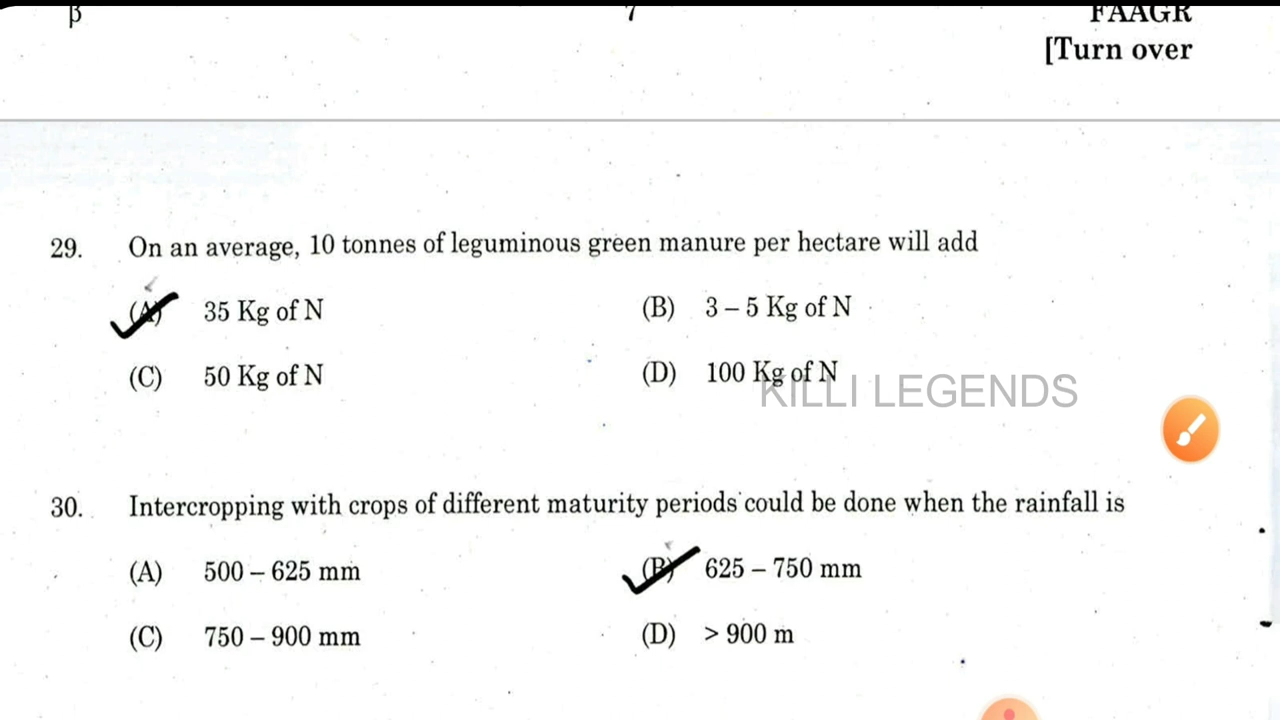 β 7 FAAGR
[Turn over
29. On an average, 10 tonnes of leguminous green manure per hectare will add
(A) 35 Kg of N (B) 3 – 5 Kg of N
(C) 50 Kg of N (D) 100 Kg of N
KILLI LEGENDS
30. Intercropping with crops of different maturity periods could be done when the rainfall is
(A) 500 – 625 mm (B) 625 – 750 mm
(C) 750 – 900 mm (D) > 900 m